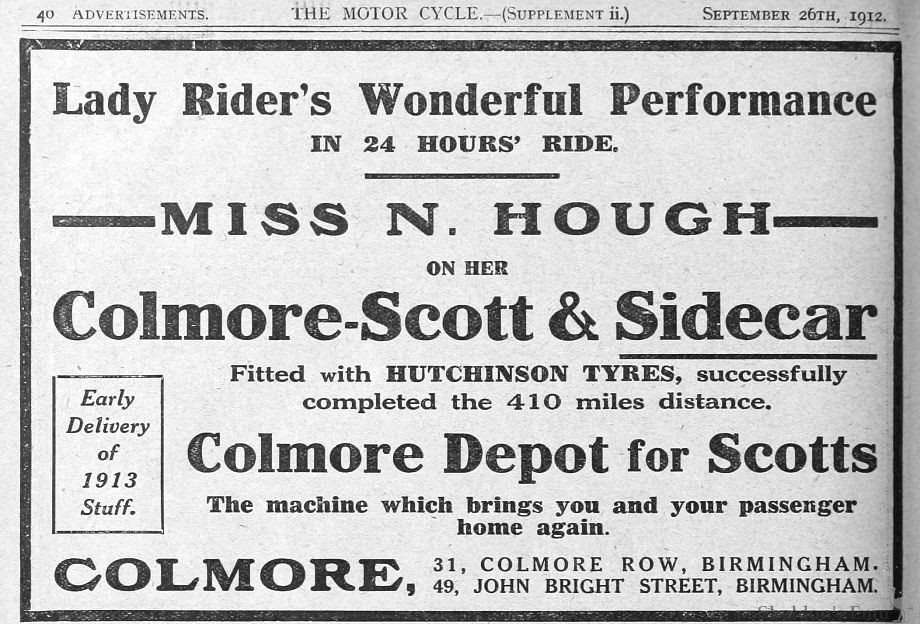 40 ADVERTISEMENTS. THE MOTOR CYCLE.—(SUPPLEMENT ii.) SEPTEMBER 26TH, 1912.
Lady Rider's Wonderful Performance
IN 24 HOURS' RIDE.
MISS N. HOUGH
ON HER
Colmore-Scott & Sidecar
Fitted with HUTCHINSON TYRES, successfully
completed the 410 miles distance.
Early
Delivery
of
1913
Stuff.
Colmore Depot for Scotts
The machine which brings you and your passenger
home again.
COLMORE, 31, COLMORE ROW, BIRMINGHAM.
49, JOHN BRIGHT STREET, BIRMINGHAM.